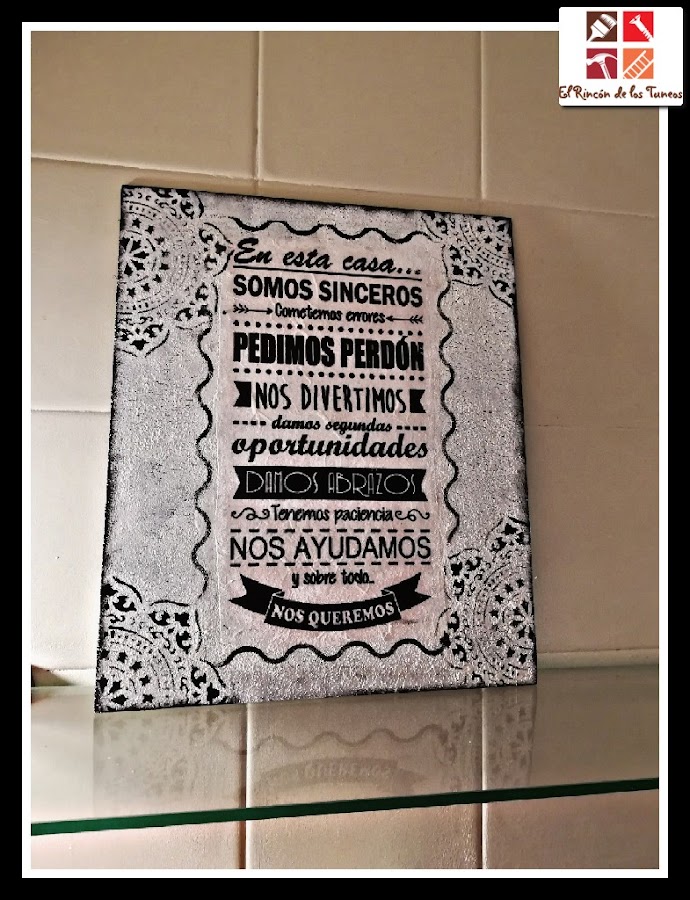 El Rincón de los Tuneos
En esta casa...
SOMOS SINCEROS
Cometemos errores
PEDIMOS PERDÓN
NOS DIVERTIMOS
damos segundas
oportunidades
DAMOS ABRAZOS
Tenemos paciencia
NOS AYUDAMOS
y sobre todo...
NOS QUEREMOS